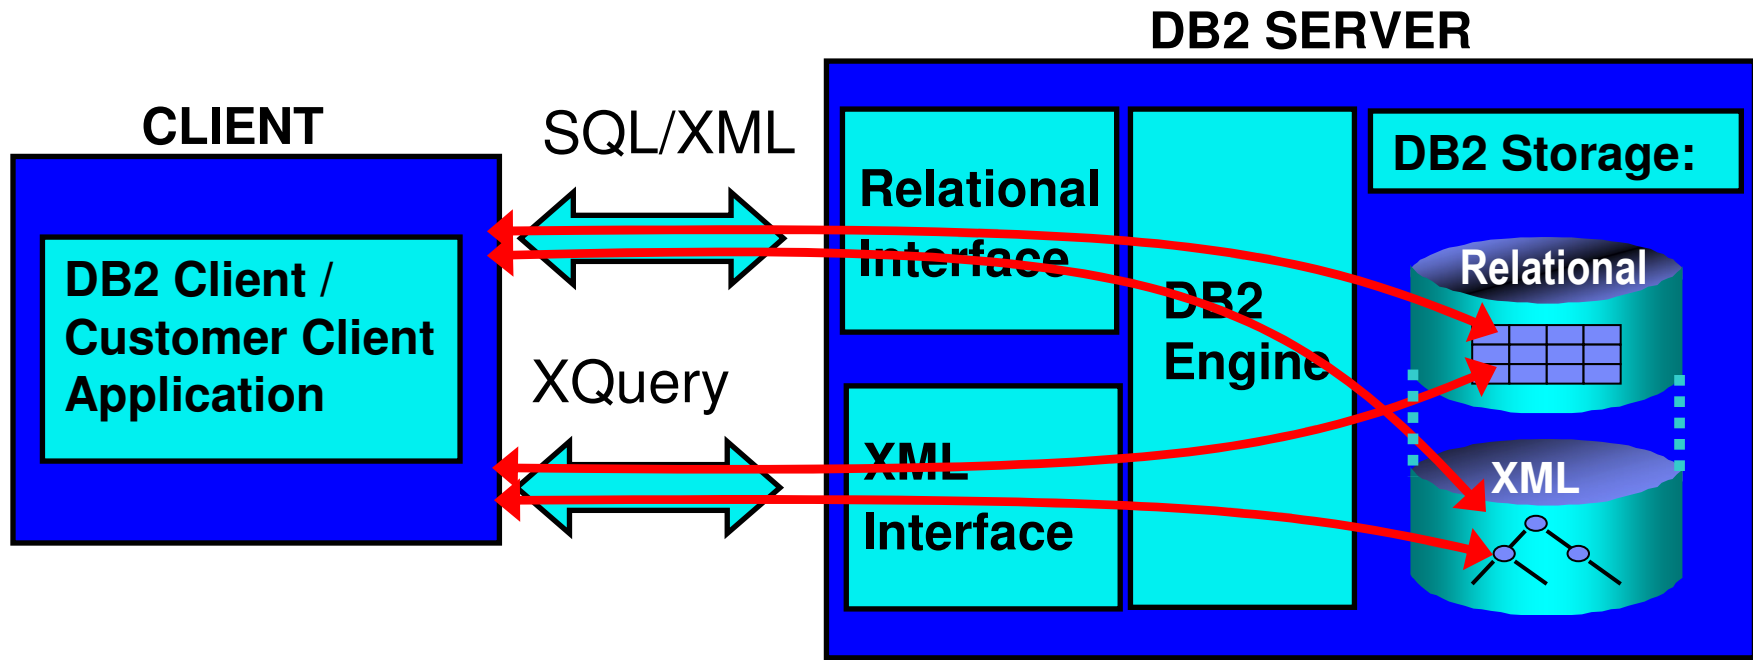 DB2 SERVER
CLIENT
SQL/XML
DB2 Client /
Customer Client
Application
XQuery
Relational
Interface
XML
Interface
DB2
Engine
DB2 Storage:
Relational
XML